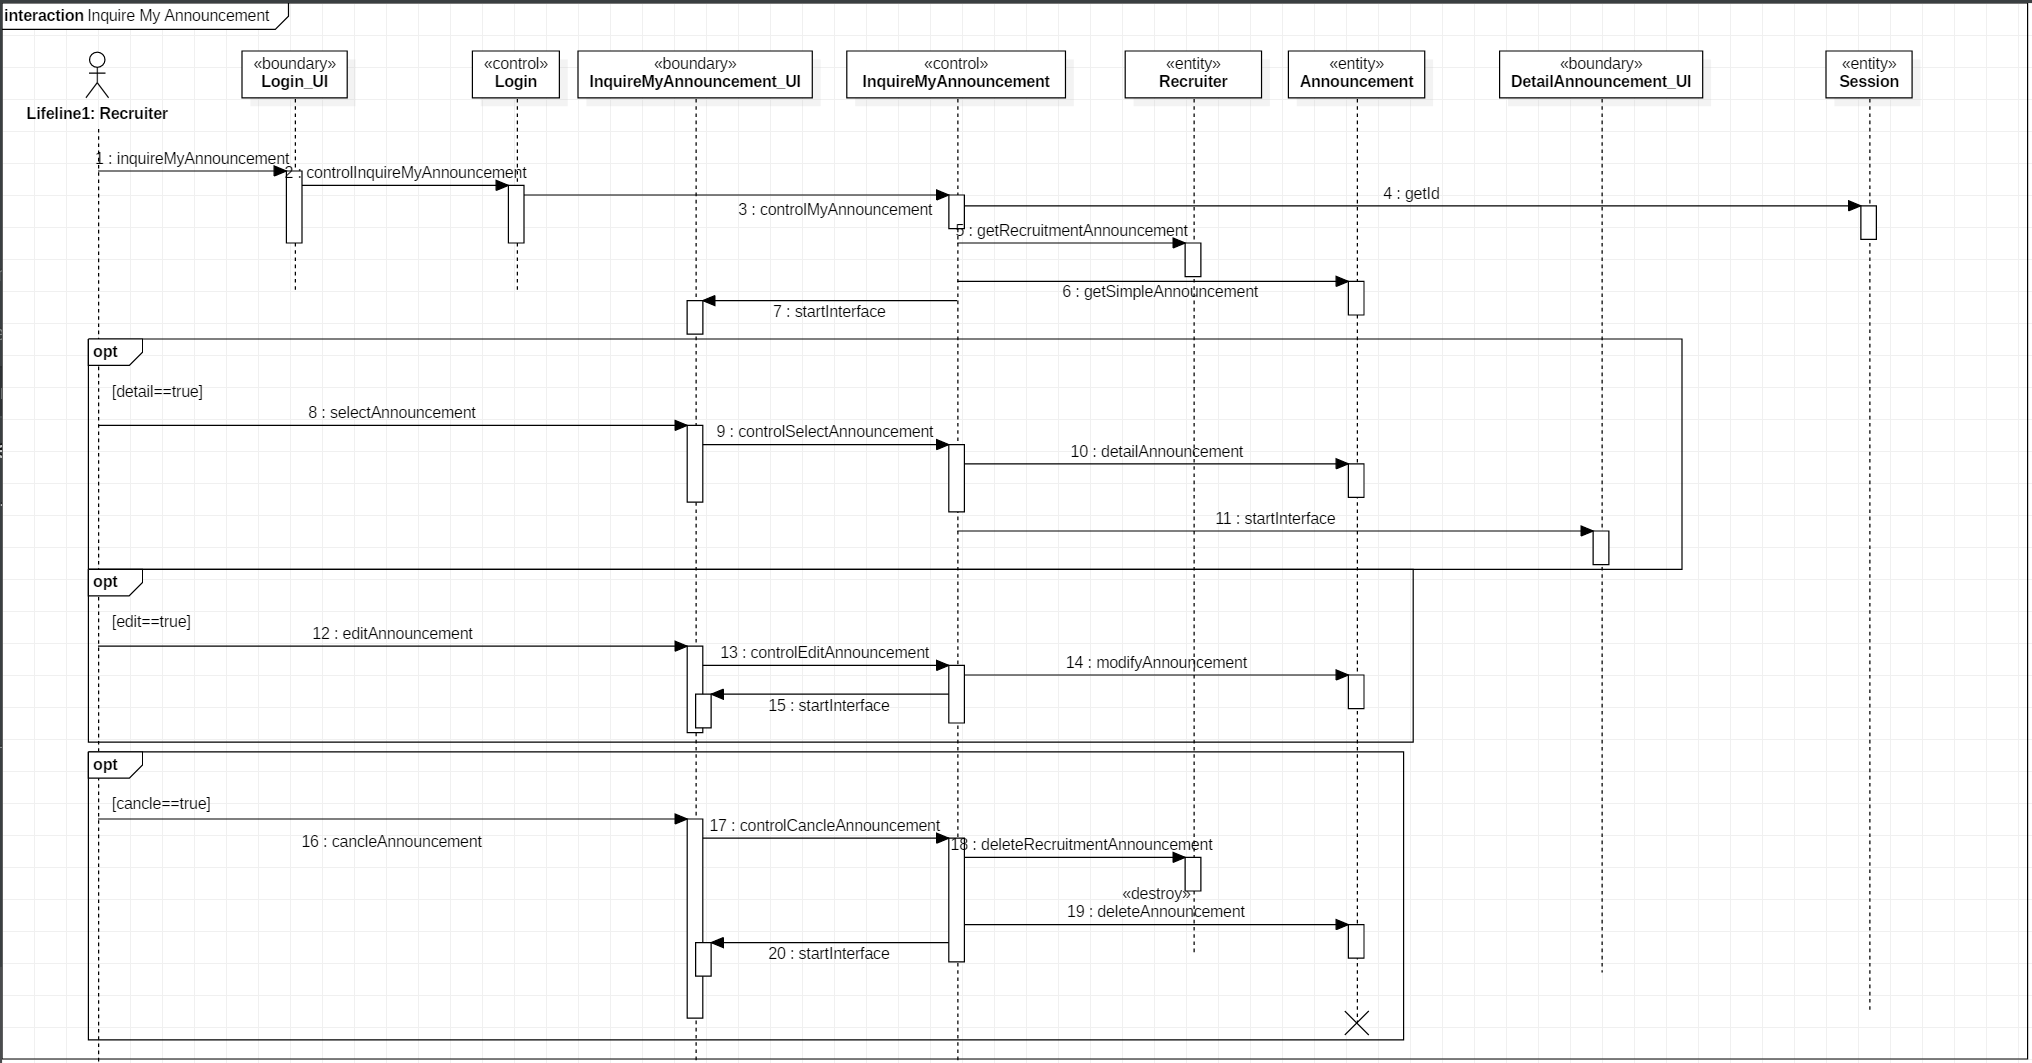 interaction Inquire My Announcement
«boundary»
Login_UI
«control»
Login
«boundary»
InquireMyAnnouncement_UI
«control»
InquireMyAnnouncement
«entity»
Recruiter
«entity»
Announcement
«boundary»
DetailAnnouncement_UI
«entity»
Session
Lifeline1: Recruiter
1 : inquireMyAnnouncement
2 : controlInquireMyAnnouncement
3 : controlMyAnnouncement
4 : getId
5 : getRecruitmentAnnouncement
6 : getSimpleAnnouncement
7 : startInterface
opt
[detail==true]
8 : selectAnnouncement
9 : controlSelectAnnouncement
10 : detailAnnouncement
11 : startInterface
opt
[edit==true]
12 : editAnnouncement
13 : controlEditAnnouncement
14 : modifyAnnouncement
15 : startInterface
opt
[cancle==true]
16 : cancleAnnouncement
17 : controlCancleAnnouncement
18 : deleteRecruitmentAnnouncement
«destroy»
19 : deleteAnnouncement
20 : startInterface